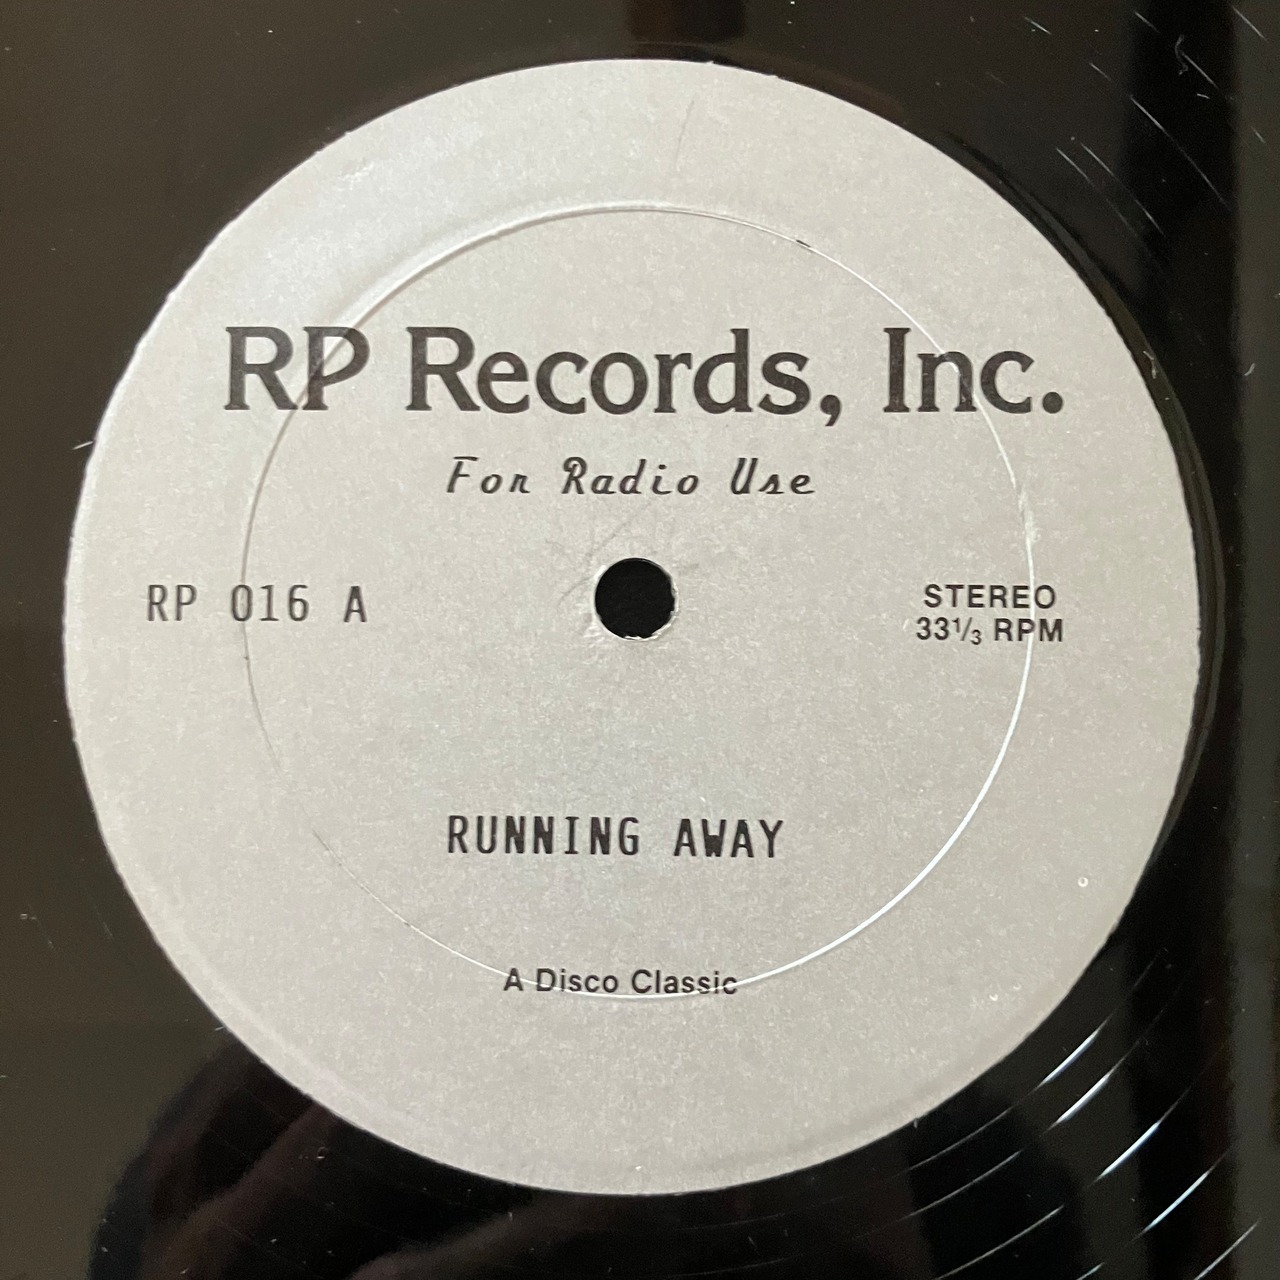 RP Records, Inc.
For Radio Use
RP 016 A
STEREO
33⅓ RPM
RUNNING AWAY
A Disco Classic